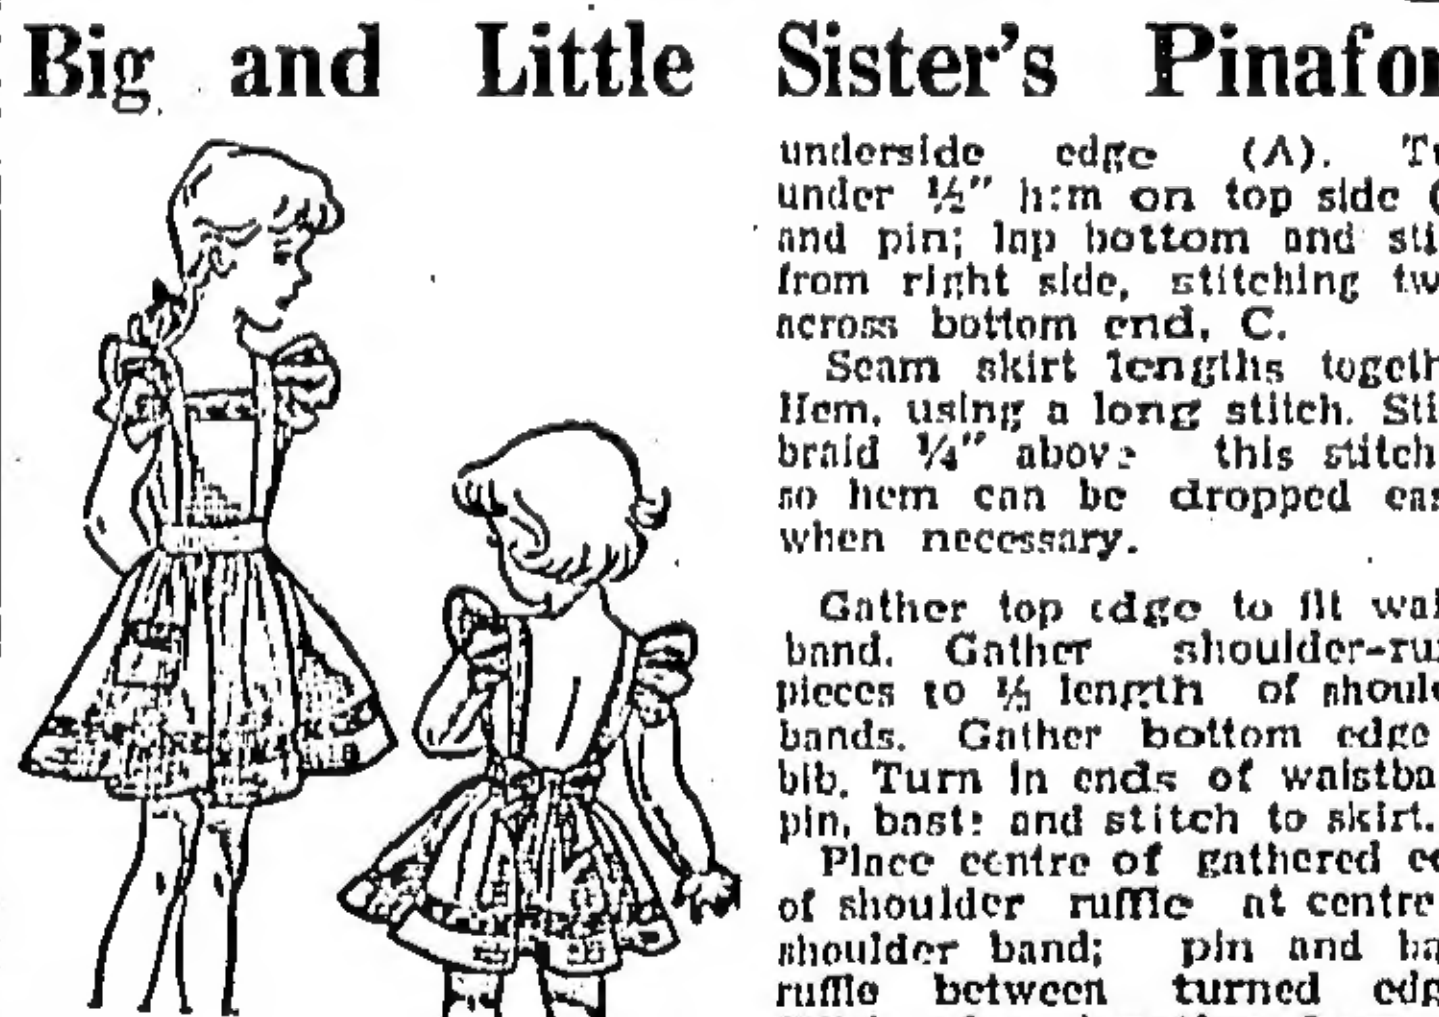 Big and Little Sister's Pinafor
underside edge (A). Tu
under ½" hem on top side (
and pin; lap bottom and sti
from right side, stitching tw
across bottom end, C.
Seam skirt lengths togeth
Hem, using a long stitch. Sti
braid ¼" above this stitch
so hem can be dropped eas
when necessary.
Gather top edge to fit wai
band. Gather shoulder-ru
pieces to ½ length of should
bands. Gather bottom edge
bib. Turn in ends of waistba
pin, baste and stitch to skirt.
Place centre of gathered e
of shoulder ruffle at centre
shoulder band; pin and ba
ruffle between turned edg